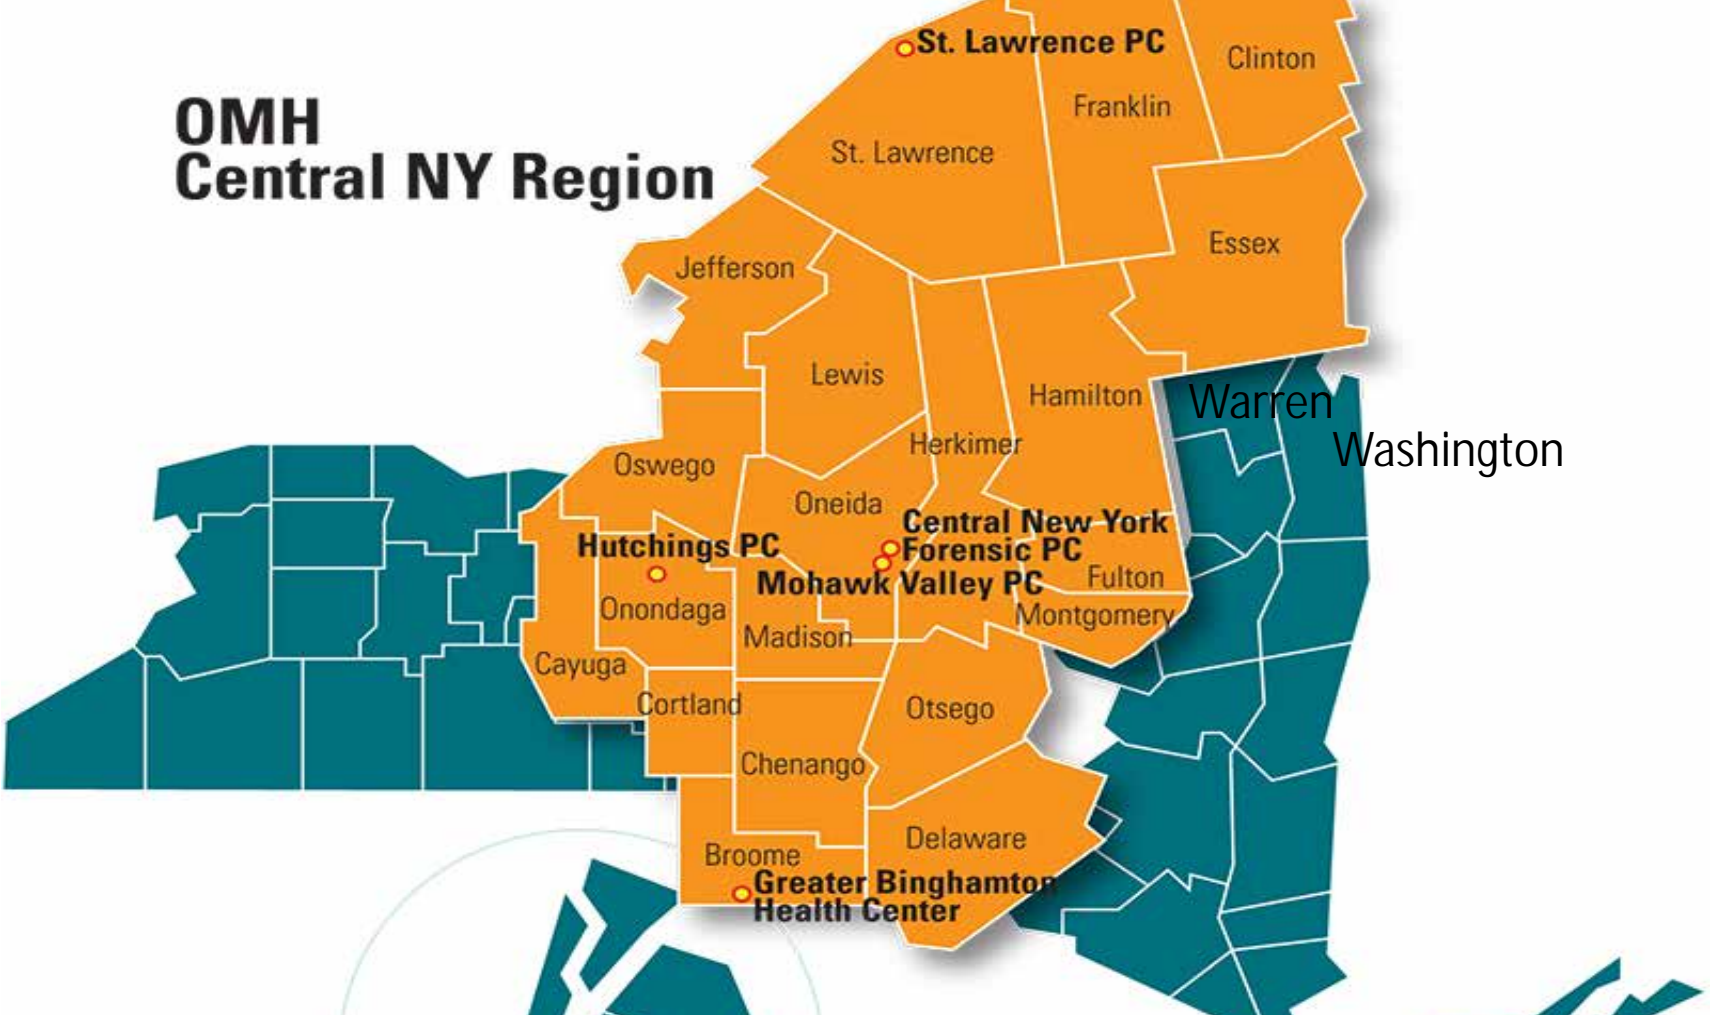 St. Lawrence PC
Clinton
Franklin
OMH
Central NY Region
St. Lawrence
Essex
Jefferson
Lewis
Hamilton
Warren
Washington
Herkimer
Oswego
Oneida
Central New York
Forensic PC
Hutchings PC
Mohawk Valley PC
Fulton
Montgomery
Onondaga
Madison
Cayuga
Cortland
Otsego
Chenango
Delaware
Broome
Greater Binghamton
Health Center